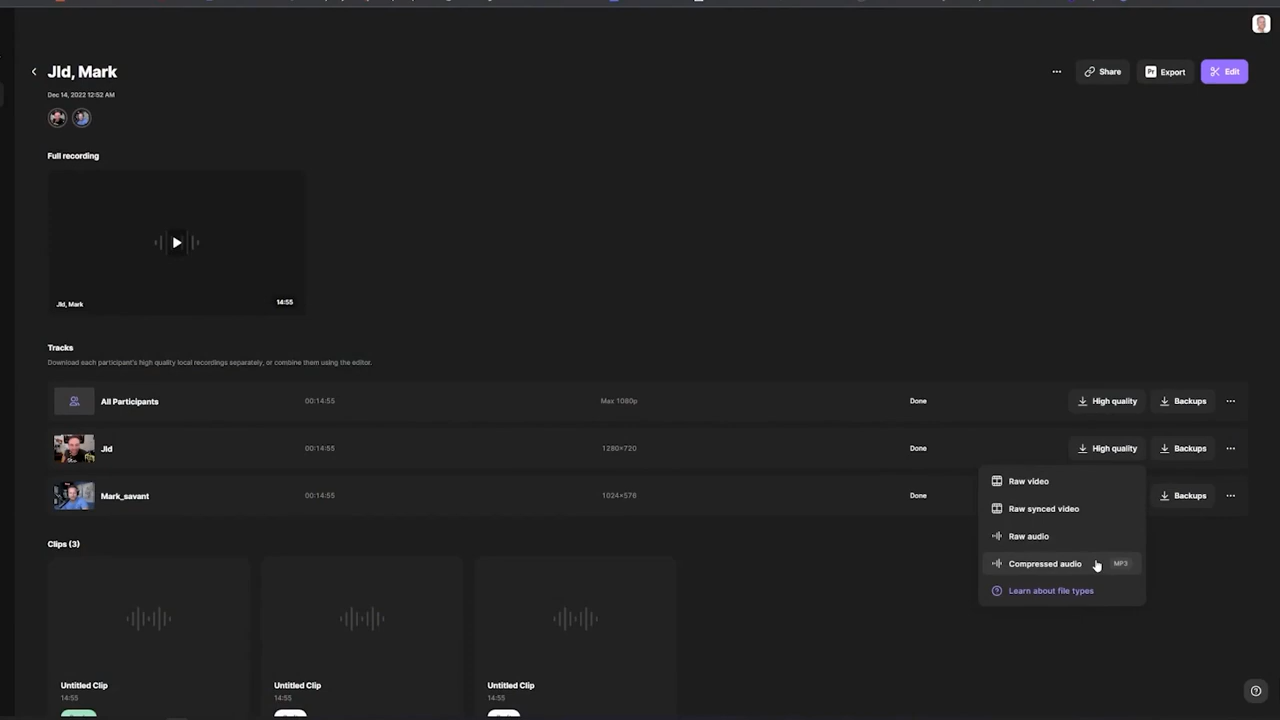 Jld, Mark
Share
Pr Export
Edit
Dec 14, 2022 12:52 AM
Full recording
Jld, Mark
14:55
Tracks
Download each participant's high quality local recordings separately, or combine them using the editor.
All Participants 00:14:55 Max 1080p Done High quality Backups
Jld 00:14:55 1280×720 Done High quality Backups
Mark_savant 00:14:55 1024×576 Done Backups
Raw video
Raw synced video
Raw audio
Compressed audio MP3
Learn about file types
Clips (3)
Untitled Clip
14:55
Untitled Clip
14:55
Untitled Clip
14:55